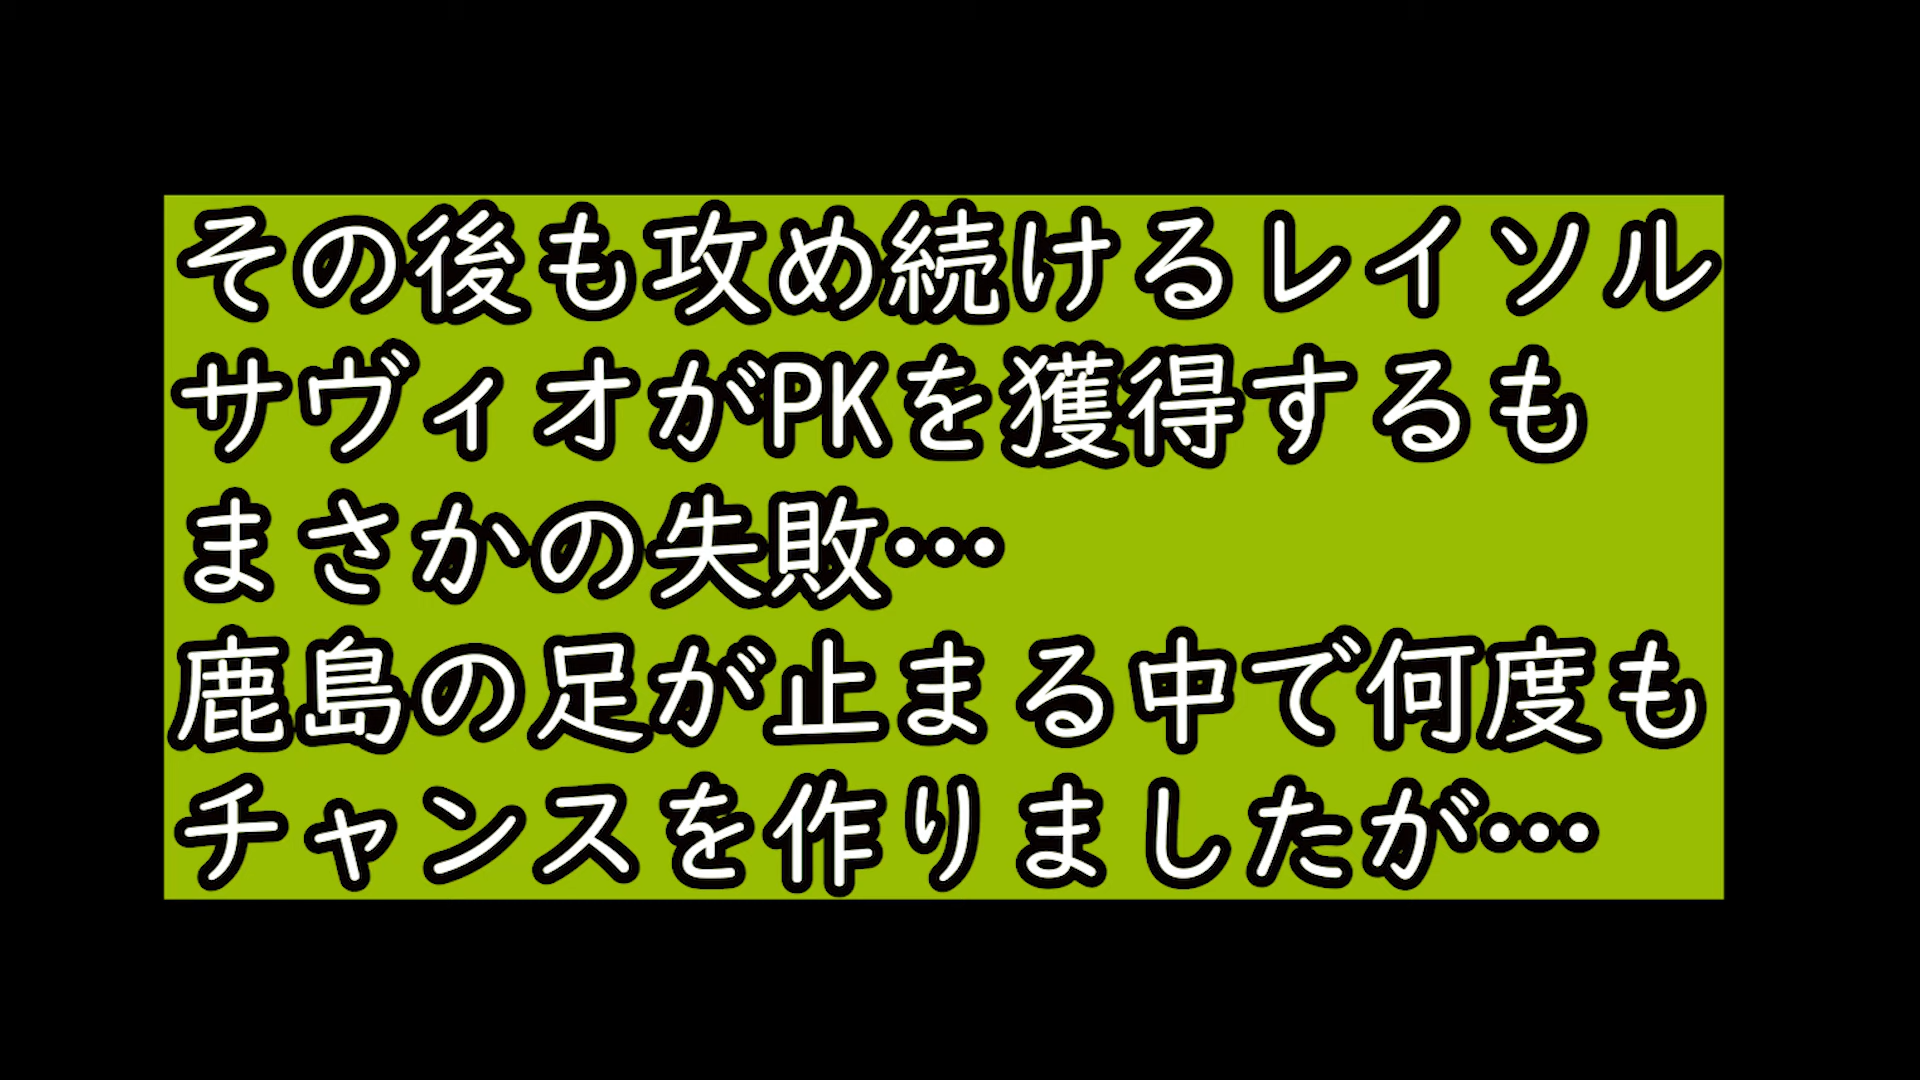 その後も攻め続けるレイソル
サヴィオがPKを獲得するも
まさかの失敗…
鹿島の足が止まる中で何度も
チャンスを作りましたが…